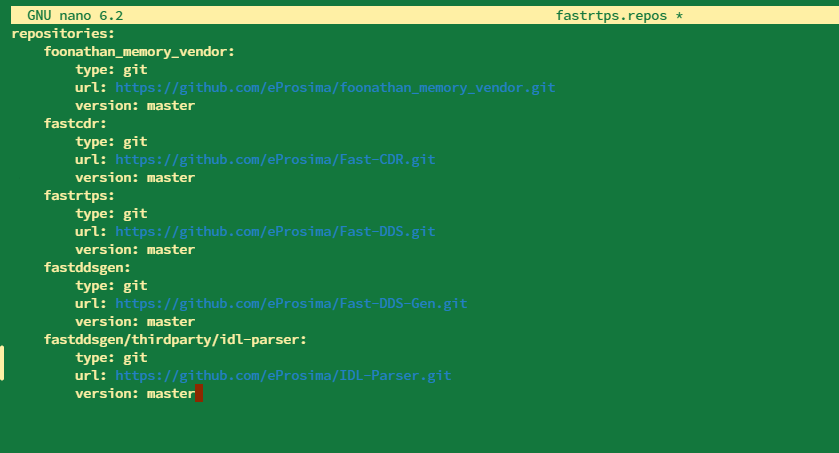 GNU nano 6.2 fastrtps.repos *
repositories:
    foonathan_memory_vendor:
        type: git
        url: https://github.com/eProsima/foonathan_memory_vendor.git
        version: master
    fastcdr:
        type: git
        url: https://github.com/eProsima/Fast-CDR.git
        version: master
    fastrtps:
        type: git
        url: https://github.com/eProsima/Fast-DDS.git
        version: master
    fastddsgen:
        type: git
        url: https://github.com/eProsima/Fast-DDS-Gen.git
        version: master
    fastddsgen/thirdparty/idl-parser:
        type: git
        url: https://github.com/eProsima/IDL-Parser.git
        version: master